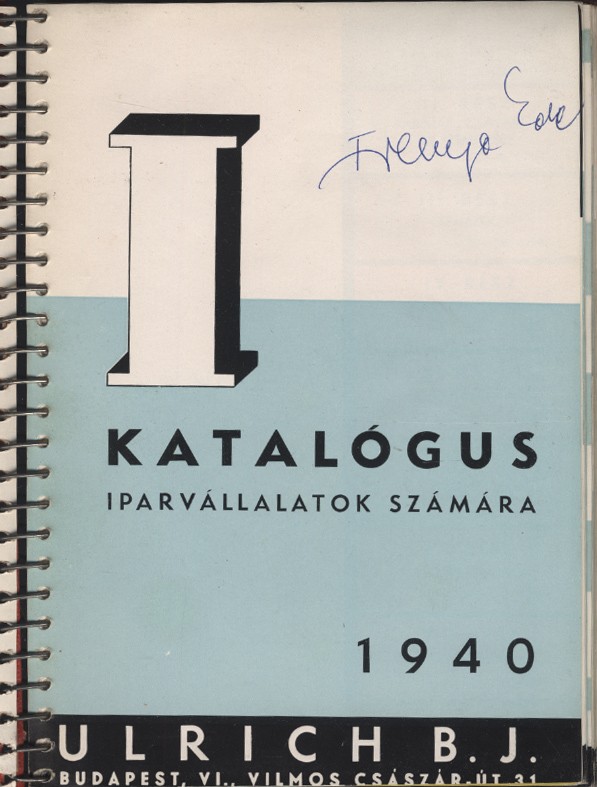 I
KATALÓGUS
IPARVÁLLALATOK SZÁMÁRA
1940
ULRICH B. J.
BUDAPEST, VI., VILMOS CSÁSZÁR-ÚT 31